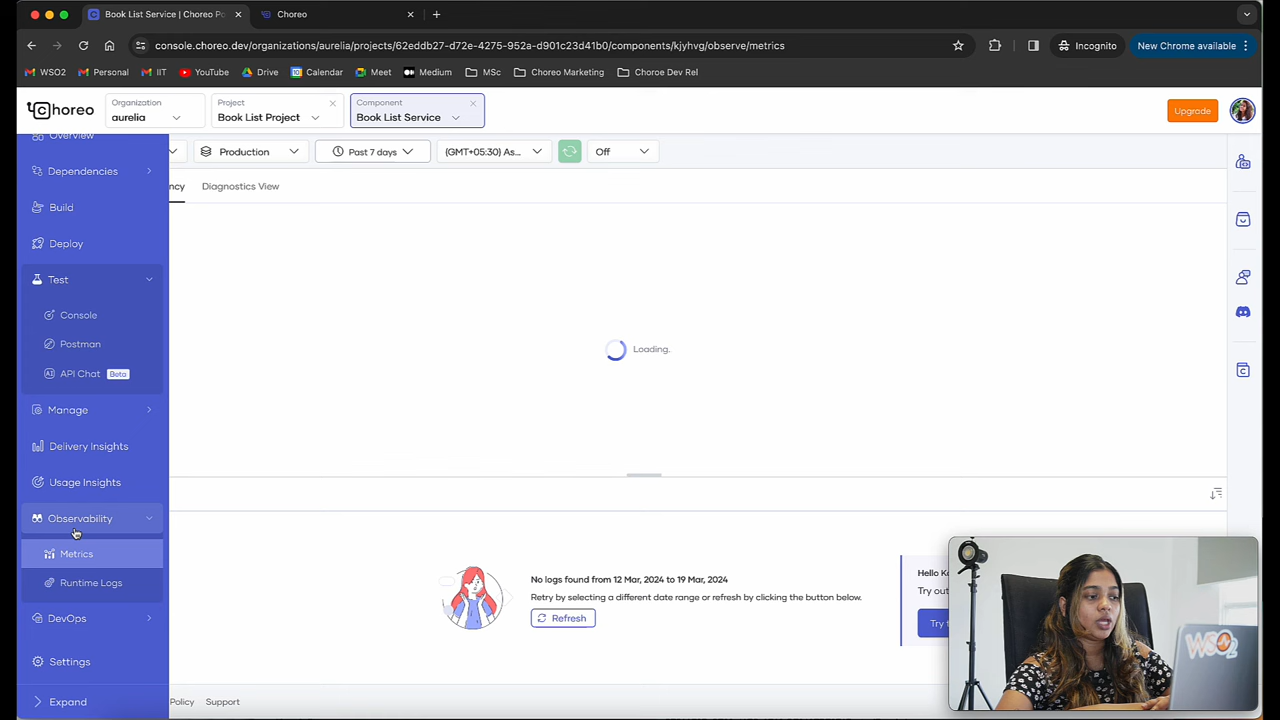 Book List Service | Choreo Po
Choreo
console.choreo.dev/organizations/aurelia/projects/62eddb27-d72e-4275-952a-d901c23d41b0/components/kjyhvg/observe/metrics
Incognito
New Chrome available
WSO2
Personal
IIT
YouTube
Drive
Calendar
Meet
Medium
MSc
Choreo Marketing
Choroe Dev Rel
Choreo
Organization
aurelia
Project
Book List Project
Component
Book List Service
Upgrade
Overview
Dependencies
Build
Deploy
Test
Console
Postman
API Chat Beta
Manage
Delivery Insights
Usage Insights
Observability
Metrics
Runtime Logs
DevOps
Settings
Expand
Production
Past 7 days
(GMT+05:30) As...
Off
ncy
Diagnostics View
Loading.
No logs found from 12 Mar, 2024 to 19 Mar, 2024
Retry by selecting a different date range or refresh by clicking the button below.
Refresh
Hello K
Try out
Try t
Policy
Support
WSO2